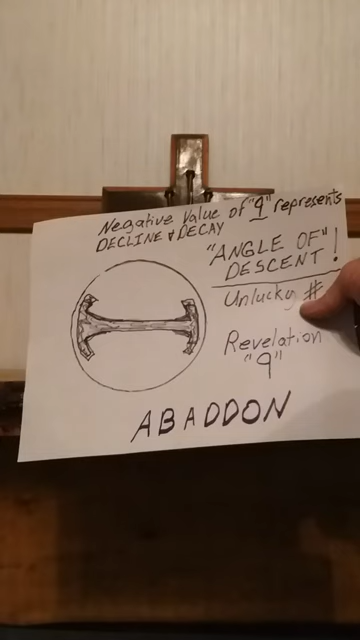 Negative Value of "9" represents
DECLINE & DECAY
"ANGLE OF"
DESCENT!
Unlucky #
Revelation
"9"
ABADDON